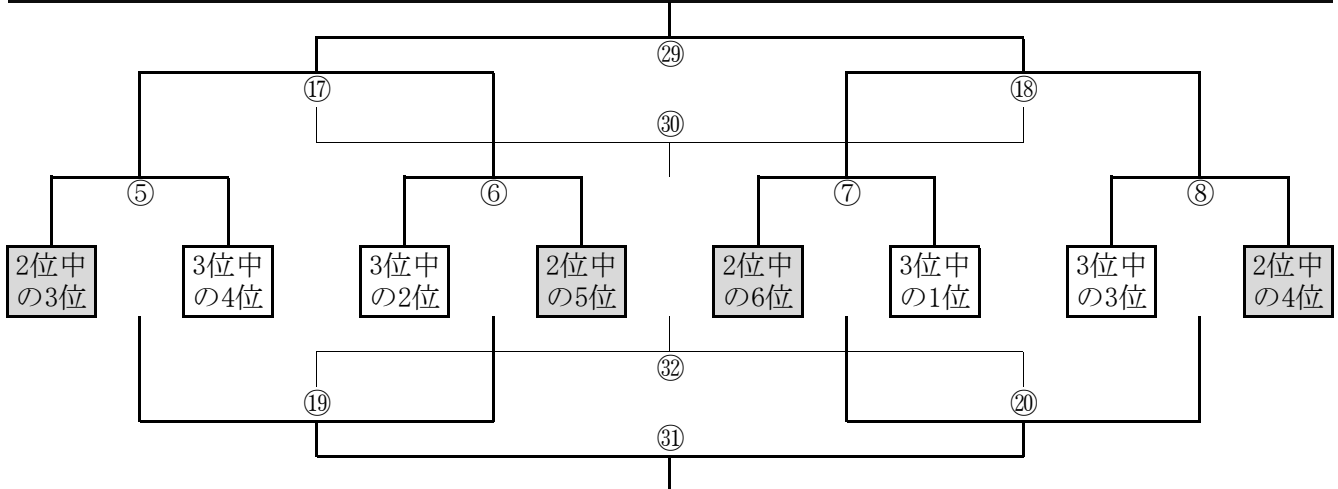 ㉙
⑰
⑱
㉚
⑤
⑥
⑦
⑧
2位中
の3位
3位中
の4位
3位中
の2位
2位中
の5位
2位中
の6位
3位中
の1位
3位中
の3位
2位中
の4位
㉜
⑲
⑳
㉛